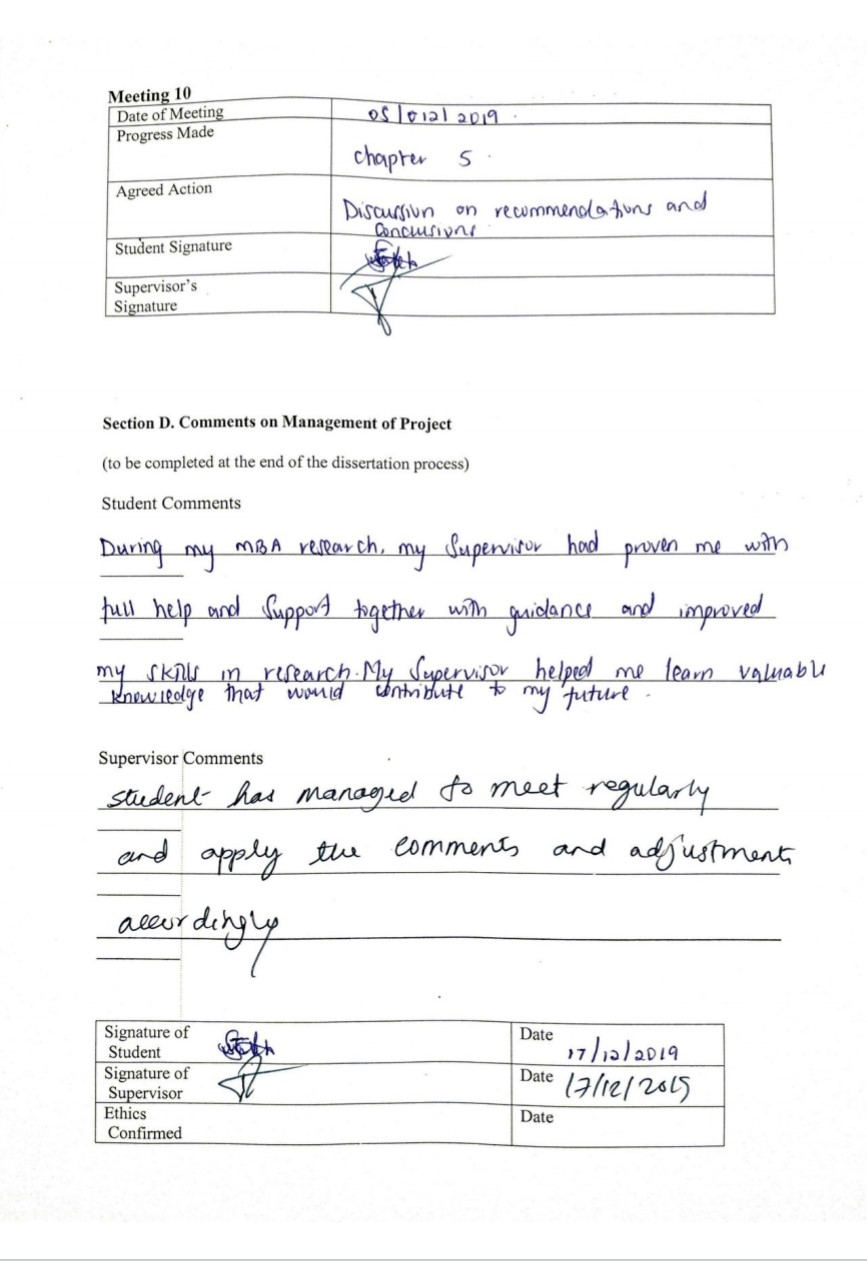 Meeting 10
Date of Meeting
05/012/2019
Progress Made
chapter 5
Agreed Action
Discussion on recommendations and
conclusions
Student Signature
Supervisor's
Signature
Section D. Comments on Management of Project
(to be completed at the end of the dissertation process)
Student Comments
During my MBA research, my Supervisor had proven me with
full help and Support together with guidance and improved
my skills in research. My Supervisor helped me learn valuable
knowledge that would contribute to my future.
Supervisor Comments
student has managed to meet regularly
and apply the comments and adjustments
accordingly
Signature of
Student
Date
17/12/2019
Signature of
Supervisor
Date
17/12/2019
Ethics
Confirmed
Date